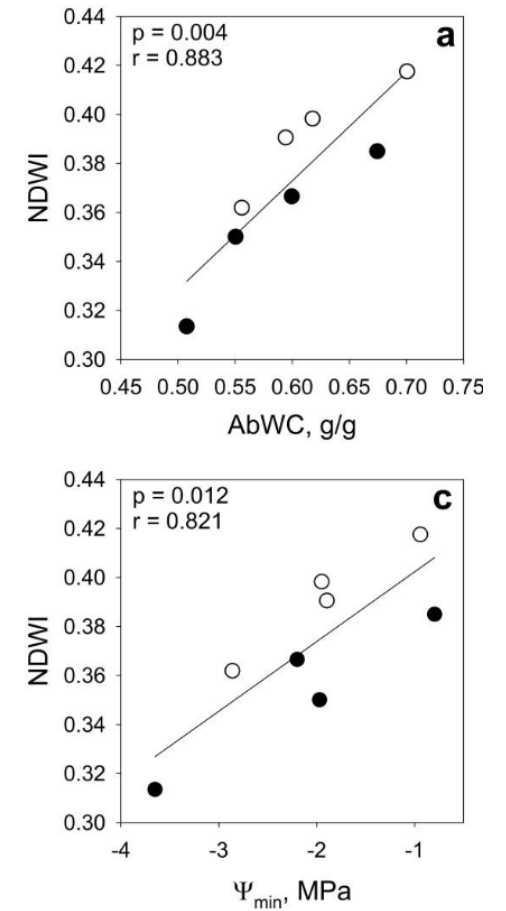 0.44
p = 0.004
r = 0.883
a
0.42
0.40
0.38
0.36
0.34
0.32
0.30
NDWI
0.45 0.50 0.55 0.60 0.65 0.70 0.75
AbWC, g/g
0.44
p = 0.012
r = 0.821
c
0.42
0.40
0.38
0.36
0.34
0.32
0.30
NDWI
-4 -3 -2 -1
Ψmin, MPa